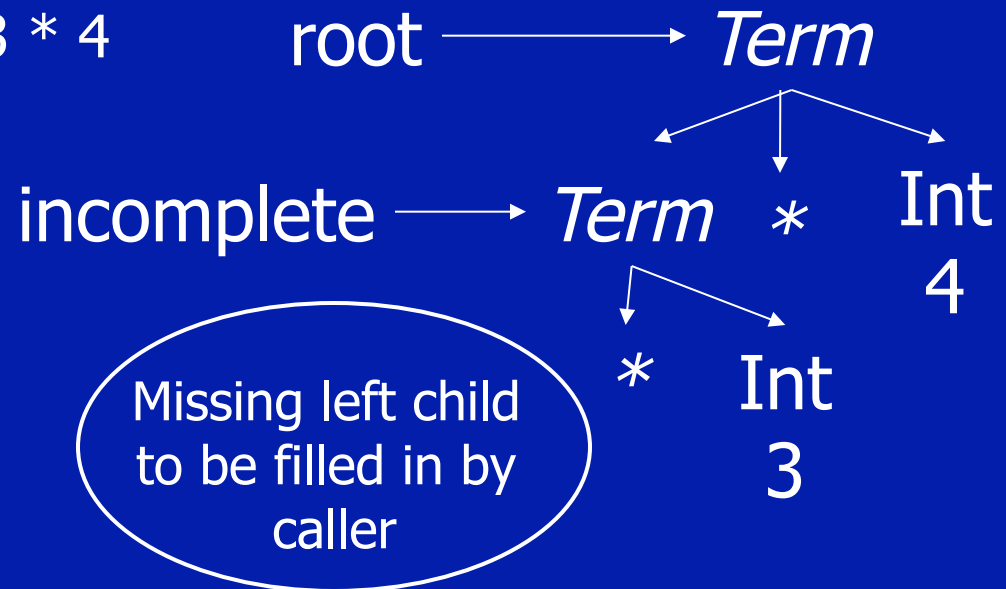 3 * 4
root Term
incomplete Term * Int
4
* Int
3
Missing left child
to be filled in by
caller